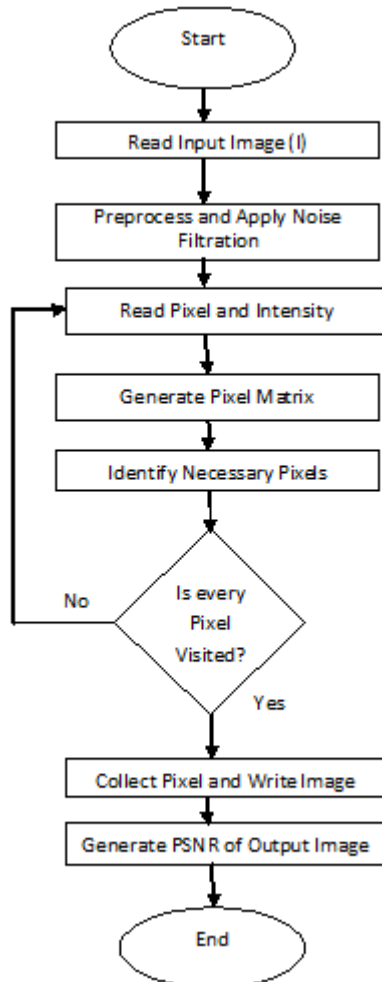 Start
Read Input Image (I)
Preprocess and Apply Noise
Filtration
Read Pixel and Intensity
Generate Pixel Matrix
Identify Necessary Pixels
Is every
Pixel
Visited?
No
Yes
Collect Pixel and Write Image
Generate PSNR of Output Image
End